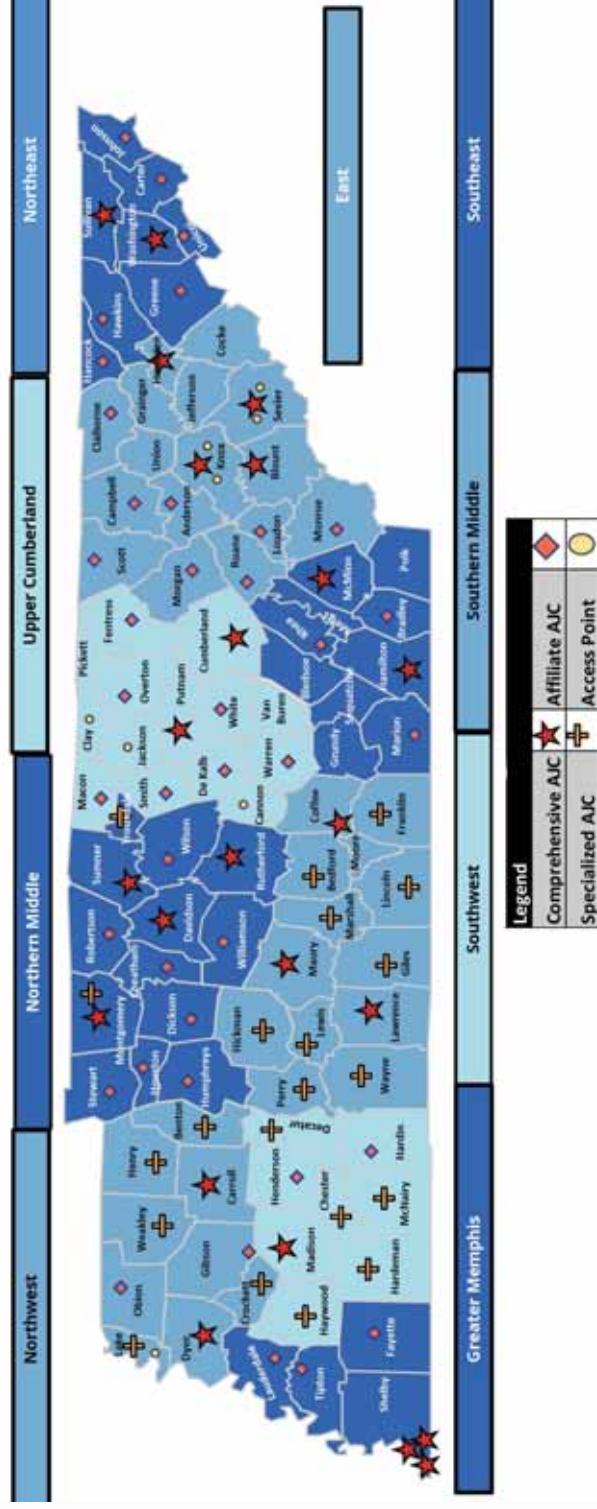 Northwest
Northern Middle
Upper Cumberland
Northeast
Lake
Obion
Weakley
Henry
Benton
Dyer
Gibson
Carroll
Crockett
Lauderdale
Tipton
Haywood
Madison
Henderson
Decatur
Chester
Shelby
Fayette
Hardeman
McNairy
Hardin
Stewart
Montgomery
Robertson
Sumner
Houston
Humphreys
Dickson
Cheatham
Davidson
Wilson
Williamson
Rutherford
Hickman
Perry
Lewis
Maury
Marshall
Bedford
Coffee
Moore
Wayne
Lawrence
Giles
Lincoln
Franklin
Macon
Clay
Pickett
Smith
Jackson
Overton
Fentress
Putnam
De Kalb
White
Cumberland
Cannon
Warren
Van
Buren
Grundy
Sequatchie
Bledsoe
Rhea
Meigs
McMinn
Marion
Hamilton
Bradley
Polk
Scott
Campbell
Claiborne
Morgan
Anderson
Union
Grainger
Roane
Knox
Jefferson
Loudon
Blount
Sevier
Cocke
Monroe
Hancock
Hawkins
Sullivan
Johnson
Greene
Washington
Carter
East
Greater Memphis
Southwest
Southern Middle
Southeast
Legend
Comprehensive AJC
Affiliate AJC
Specialized AJC
Access Point